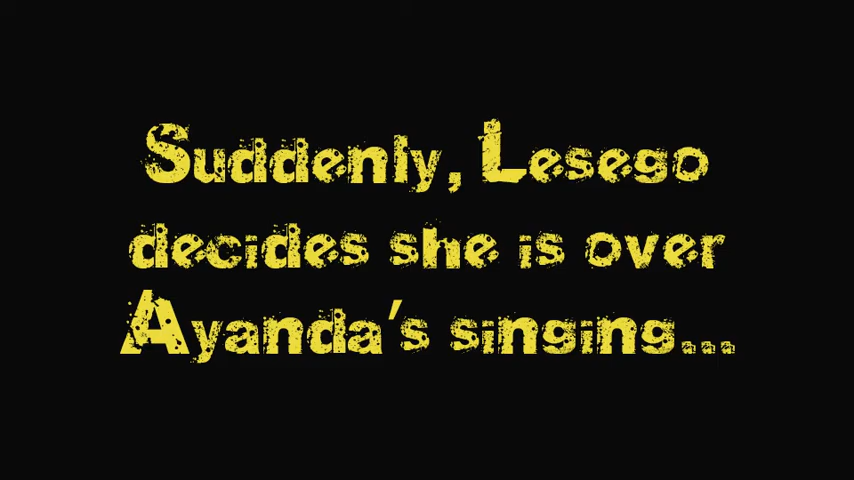 Suddenly, Lesego
decides she is over
Ayanda's singing...